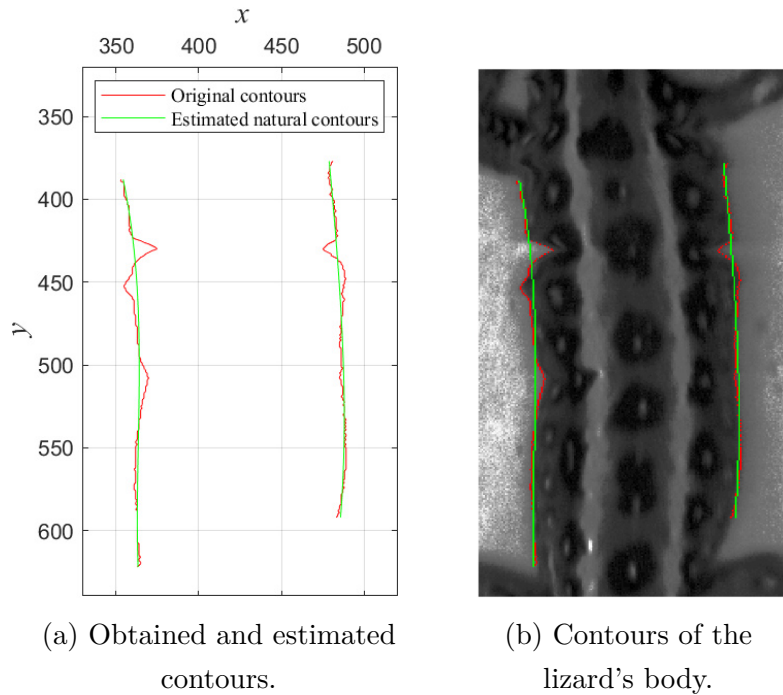 x
350 400 450 500
Original contours
Estimated natural contours
350
400
450
500
550
600
y
(a) Obtained and estimated
contours.
(b) Contours of the
lizard's body.